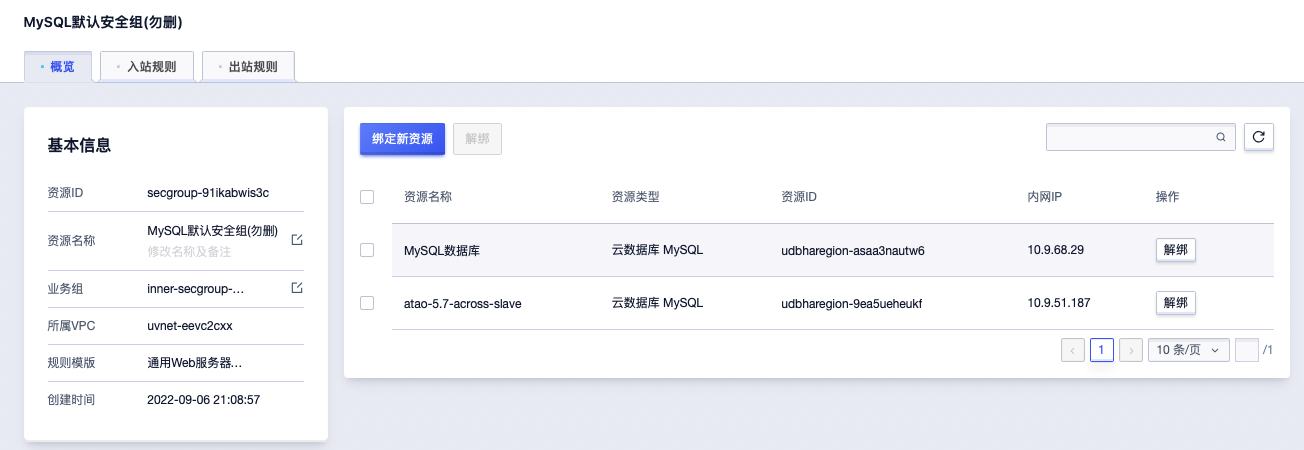 MySQL默认安全组(勿删)
概览 入站规则 出站规则
基本信息
资源ID secgroup-91ikabwis3c
资源名称 MySQL默认安全组(勿删)
修改名称及备注
业务组 inner-secgroup-...
所属VPC uvnet-eevc2cxx
规则模版 通用Web服务器...
创建时间 2022-09-06 21:08:57
绑定新资源 解绑
资源名称 资源类型 资源ID 内网IP 操作
MySQL数据库 云数据库 MySQL udbharegion-asaa3nautw6 10.9.68.29 解绑
atao-5.7-across-slave 云数据库 MySQL udbharegion-9ea5ueheukf 10.9.51.187 解绑
1 10 条/页 /1